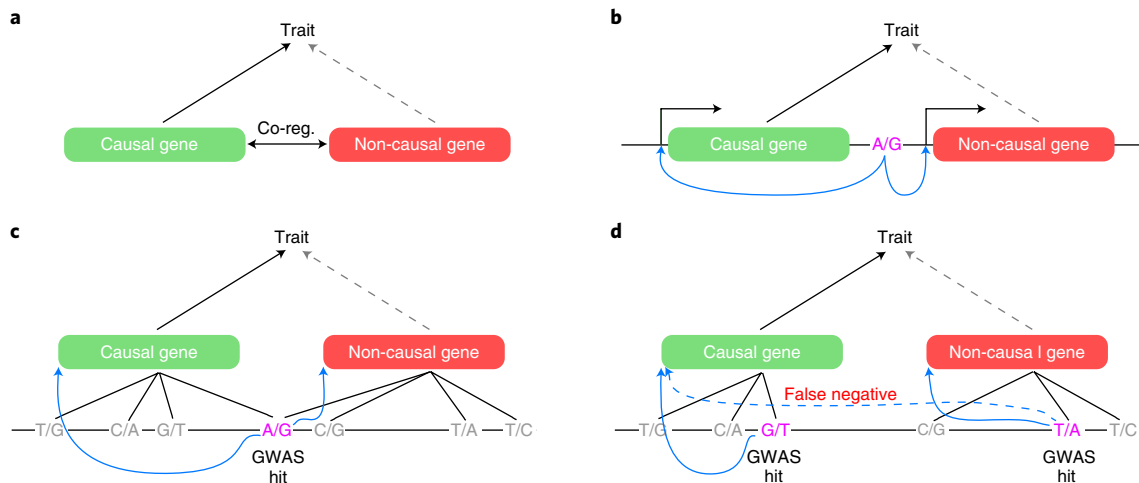 a
Trait
Co-reg.
Causal gene
Non-causal gene
b
Trait
Causal gene
A/G
Non-causal gene
c
Trait
Causal gene
Non-causal gene
T/G
C/A
G/T
A/G
C/G
T/A
T/C
GWAS
hit
d
Trait
Causal gene
Non-causa l gene
False negative
T/G
C/A
G/T
C/G
T/A
T/C
GWAS
hit
GWAS
hit